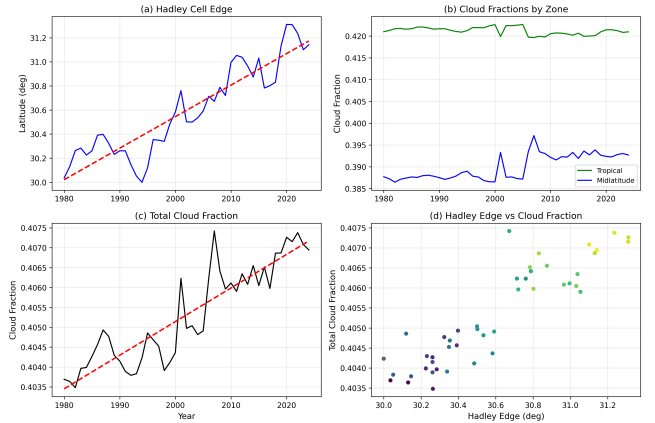 (a) Hadley Cell Edge
Latitude (deg)
31.2
31.0
30.8
30.6
30.4
30.2
30.0
1980 1990 2000 2010 2020
(b) Cloud Fractions by Zone
Cloud Fraction
0.420
0.415
0.410
0.405
0.400
0.395
0.390
0.385
Tropical
Midlatitude
1980 1990 2000 2010 2020
(c) Total Cloud Fraction
Cloud Fraction
0.4075
0.4070
0.4065
0.4060
0.4055
0.4050
0.4045
0.4040
0.4035
1980 1990 2000 2010 2020
Year
(d) Hadley Edge vs Cloud Fraction
Total Cloud Fraction
0.4075
0.4070
0.4065
0.4060
0.4055
0.4050
0.4045
0.4040
0.4035
30.0 30.2 30.4 30.6 30.8 31.0 31.2
Hadley Edge (deg)